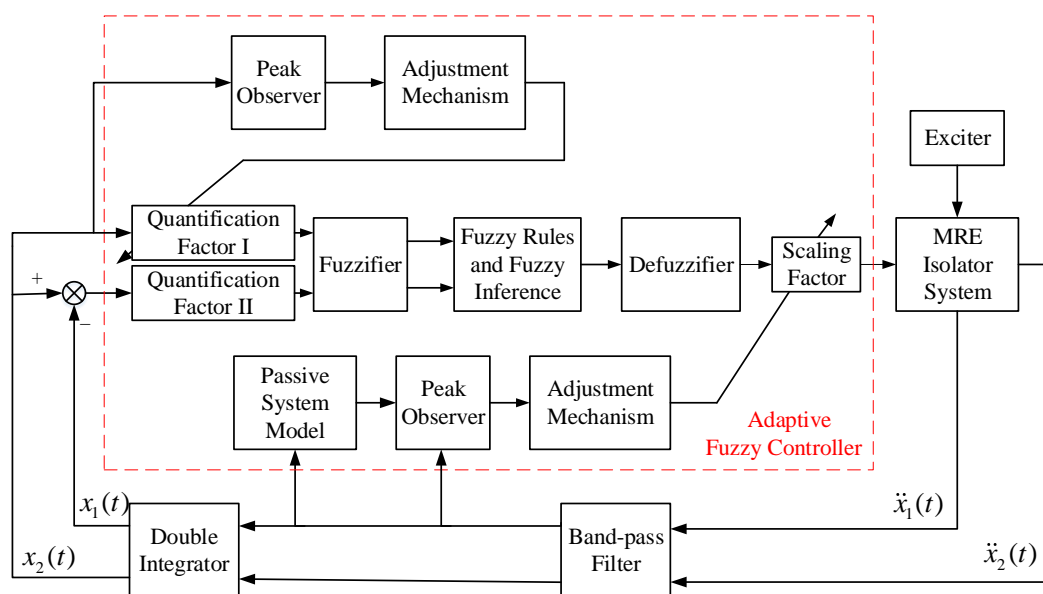 Peak
Observer
Adjustment
Mechanism
Exciter
Quantification
Factor I
Fuzzifier
Fuzzy Rules
and Fuzzy
Inference
Defuzzifier
Scaling
Factor
MRE
Isolator
System
+
−
Quantification
Factor II
Passive
System
Model
Peak
Observer
Adjustment
Mechanism
Adaptive
Fuzzy Controller
x₁(t)
x₂(t)
Double
Integrator
Band-pass
Filter
ẍ₁(t)
ẍ₂(t)